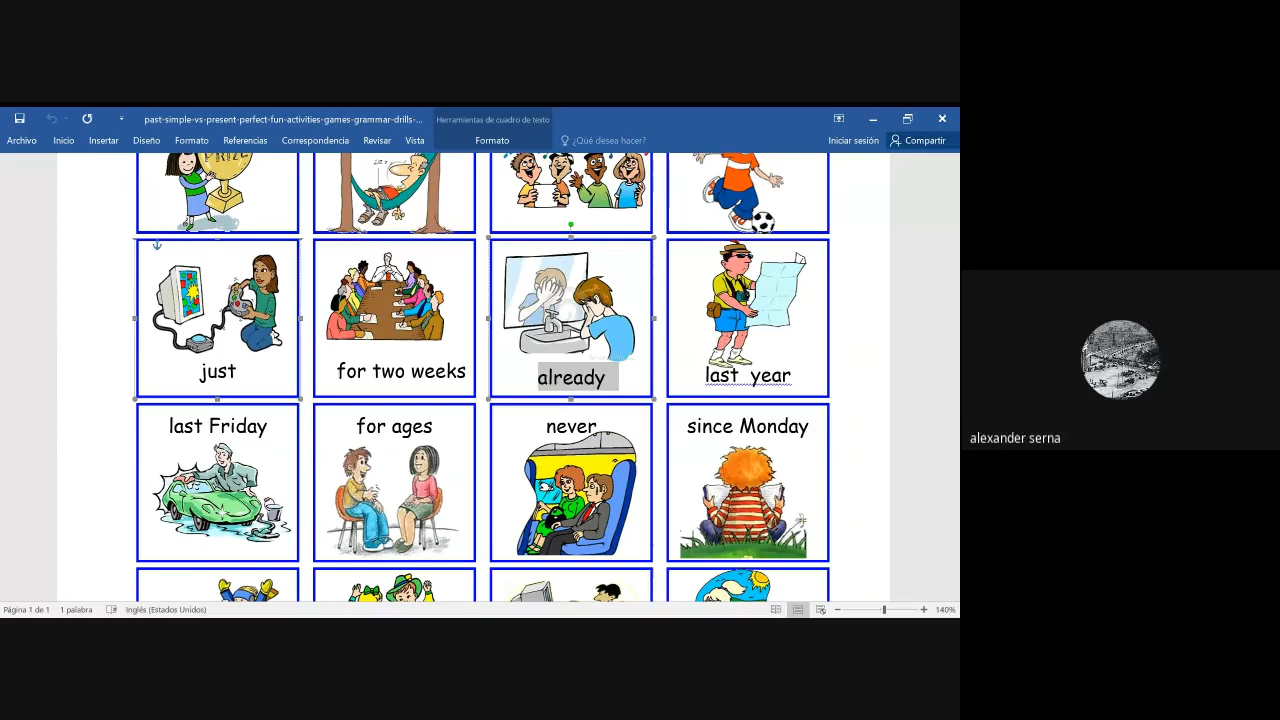 past-simple-vs-present-perfect-fun-activities-games-grammar-drills-...
Herramientas de cuadro de texto
Archivo Inicio Insertar Diseño Formato Referencias Correspondencia Revisar Vista Formato ¿Qué desea hacer? Iniciar sesión Compartir
PRIZE
just
for two weeks
already
last year
last Friday
for ages
never
since Monday
alexander serna
Página 1 de 1 1 palabra Inglés (Estados Unidos) 140%